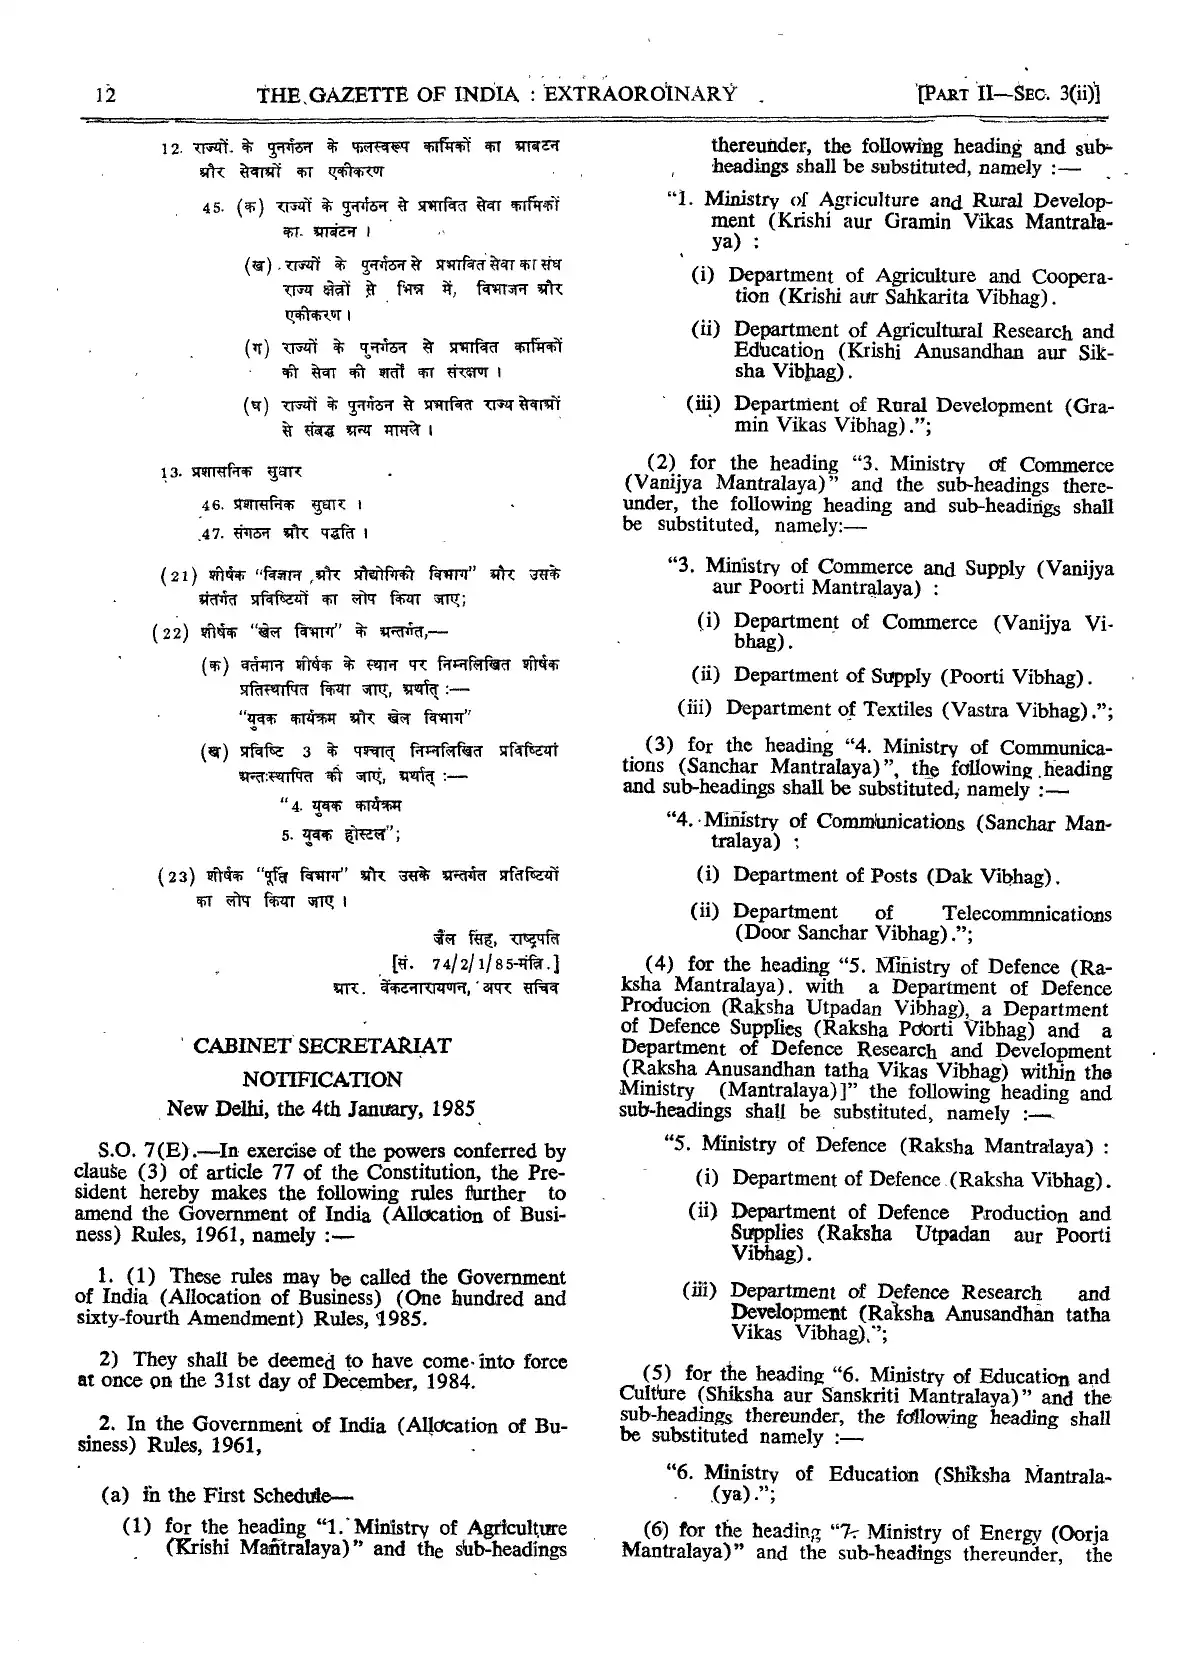 12 THE GAZETTE OF INDIA : EXTRAORDINARY [PART II—SEC. 3(ii)]
12. राज्यों के पुनर्गठन के फलस्वरूप कार्मिकों का आबंटन
और सेवाओं का एकीकरण
45. (क) राज्यों के पुनर्गठन से प्रभावित सेवा कार्मिकों
का आबंटन ।
(ख) राज्यों के पुनर्गठन से प्रभावित सेवा का संघ
राज्य क्षेत्रों से भिन्न में, विभाजन और
एकीकरण ।
(ग) राज्यों के पुनर्गठन से प्रभावित कार्मिकों
की सेवा की शर्तों का संरक्षण ।
(घ) राज्यों के पुनर्गठन से प्रभावित राज्य सेवाओं
से संबद्ध अन्य मामले ।
13. प्रशासनिक सुधार
46. प्रशासनिक सुधार ।
47. संगठन और पद्धति ।
(21) शीर्षक “विज्ञान और प्रौद्योगिकी विभाग” और उसके
अंतर्गत प्रविष्टियों का लोप किया जाए;
(22) शीर्षक “खेल विभाग” के अन्तर्गत,—
(क) वर्तमान शीर्षक के स्थान पर निम्नलिखित शीर्षक
प्रतिस्थापित किया जाए, अर्थात् :—
“युवक कार्यक्रम और खेल विभाग”
(ख) प्रविष्टि 3 के पश्चात् निम्नलिखित प्रविष्टियां
अन्तःस्थापित की जाएं, अर्थात् :—
“4. युवक कार्यक्रम
5. युवक होस्टल”;
(23) शीर्षक “पूर्ति विभाग” और उसके अन्तर्गत प्रतिष्टियों
का लोप किया जाए ।
जैल सिंह, राष्ट्रपति
[सं. 74/2/1/85-मंत्रि.]
आर. वेंकटनारायणन, अपर सचिव
CABINET SECRETARIAT
NOTIFICATION
New Delhi, the 4th January, 1985
S.O. 7(E).—In exercise of the powers conferred by
clause (3) of article 77 of the Constitution, the Pre-
sident hereby makes the following rules further to
amend the Government of India (Allocation of Busi-
ness) Rules, 1961, namely :—
1. (1) These rules may be called the Government
of India (Allocation of Business) (One hundred and
sixty-fourth Amendment) Rules, 1985.
2) They shall be deemed to have come into force
at once on the 31st day of December, 1984.
2. In the Government of India (Allocation of Bu-
siness) Rules, 1961,
(a) in the First Schedule—
(1) for the heading “1. Ministry of Agriculture
(Krishi Mantralaya)” and the sub-headings
thereunder, the following heading and sub-
headings shall be substituted, namely :—
“1. Ministry of Agriculture and Rural Develop-
ment (Krishi aur Gramin Vikas Mantrala-
ya) :
(i) Department of Agriculture and Coopera-
tion (Krishi aur Sahkarita Vibhag).
(ii) Department of Agricultural Research and
Education (Krishi Anusandhan aur Sik-
sha Vibhag).
(iii) Department of Rural Development (Gra-
min Vikas Vibhag).”;
(2) for the heading “3. Ministry of Commerce
(Vanijya Mantralaya)” and the sub-headings there-
under, the following heading and sub-headings shall
be substituted, namely:—
“3. Ministry of Commerce and Supply (Vanijya
aur Poorti Mantralaya) :
(i) Department of Commerce (Vanijya Vi-
bhag).
(ii) Department of Supply (Poorti Vibhag).
(iii) Department of Textiles (Vastra Vibhag).”;
(3) for the heading “4. Ministry of Communica-
tions (Sanchar Mantralaya)”, the following heading
and sub-headings shall be substituted, namely :—
“4. Ministry of Communications (Sanchar Man-
tralaya) :
(i) Department of Posts (Dak Vibhag).
(ii) Department of Telecommnications
(Door Sanchar Vibhag).”;
(4) for the heading “5. Ministry of Defence (Ra-
ksha Mantralaya). with a Department of Defence
Producion (Raksha Utpadan Vibhag), a Department
of Defence Supplies (Raksha Poorti Vibhag) and a
Department of Defence Research and Development
(Raksha Anusandhan tatha Vikas Vibhag) within the
Ministry (Mantralaya)]” the following heading and
sub-headings shall be substituted, namely :—
“5. Ministry of Defence (Raksha Mantralaya) :
(i) Department of Defence (Raksha Vibhag).
(ii) Department of Defence Production and
Supplies (Raksha Utpadan aur Poorti
Vibhag).
(iii) Department of Defence Research and
Development (Raksha Anusandhan tatha
Vikas Vibhag).”;
(5) for the heading “6. Ministry of Education and
Culture (Shiksha aur Sanskriti Mantralaya)” and the
sub-headings thereunder, the following heading shall
be substituted namely :—
“6. Ministry of Education (Shiksha Mantrala-
(ya).”;
(6) for the heading “7. Ministry of Energy (Oorja
Mantralaya)” and the sub-headings thereunder, the